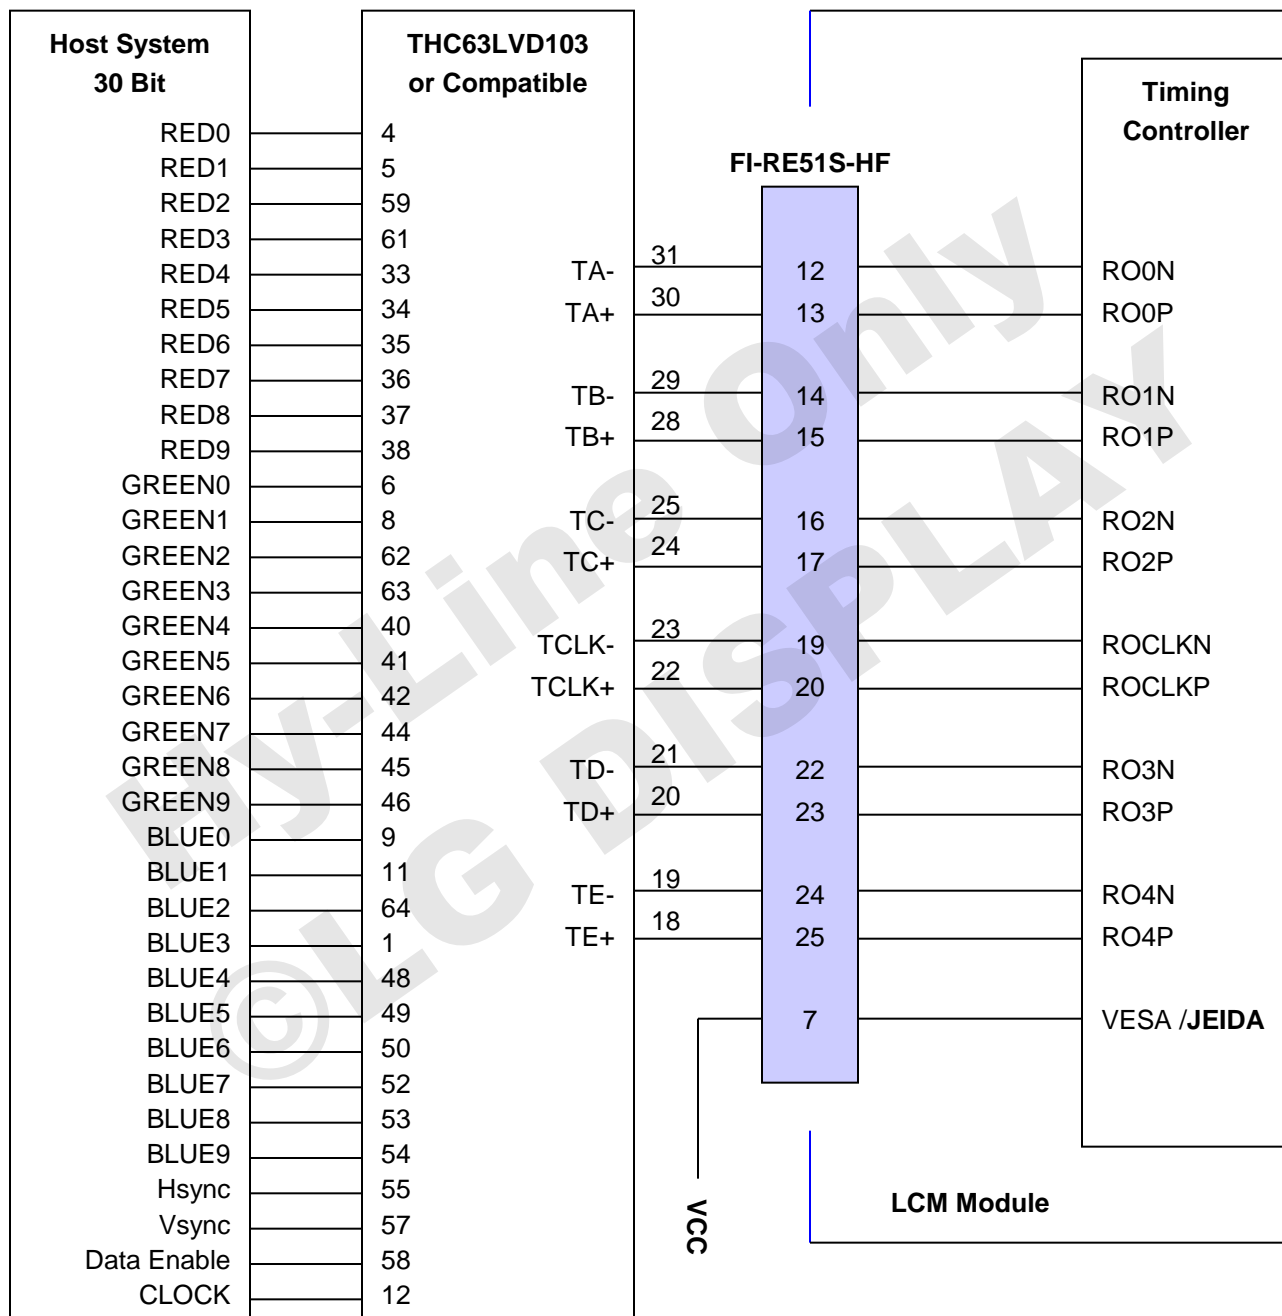 Host System
30 Bit
THC63LVD103
or Compatible
Timing
Controller
FI-RE51S-HF
RED0 4
RED1 5
RED2 59
RED3 61
RED4 33
RED5 34
RED6 35
RED7 36
RED8 37
RED9 38
GREEN0 6
GREEN1 8
GREEN2 62
GREEN3 63
GREEN4 40
GREEN5 41
GREEN6 42
GREEN7 44
GREEN8 45
GREEN9 46
BLUE0 9
BLUE1 11
BLUE2 64
BLUE3 1
BLUE4 48
BLUE5 49
BLUE6 50
BLUE7 52
BLUE8 53
BLUE9 54
Hsync 55
Vsync 57
Data Enable 58
CLOCK 12
TA- 31 12 RO0N
TA+ 30 13 RO0P
TB- 29 14 RO1N
TB+ 28 15 RO1P
TC- 25 16 RO2N
TC+ 24 17 RO2P
TCLK- 23 19 ROCLKN
TCLK+ 22 20 ROCLKP
TD- 21 22 RO3N
TD+ 20 23 RO3P
TE- 19 24 RO4N
TE+ 18 25 RO4P
7 VESA /JEIDA
VCC
LCM Module
Hy-Line Only
©LG DISPLAY